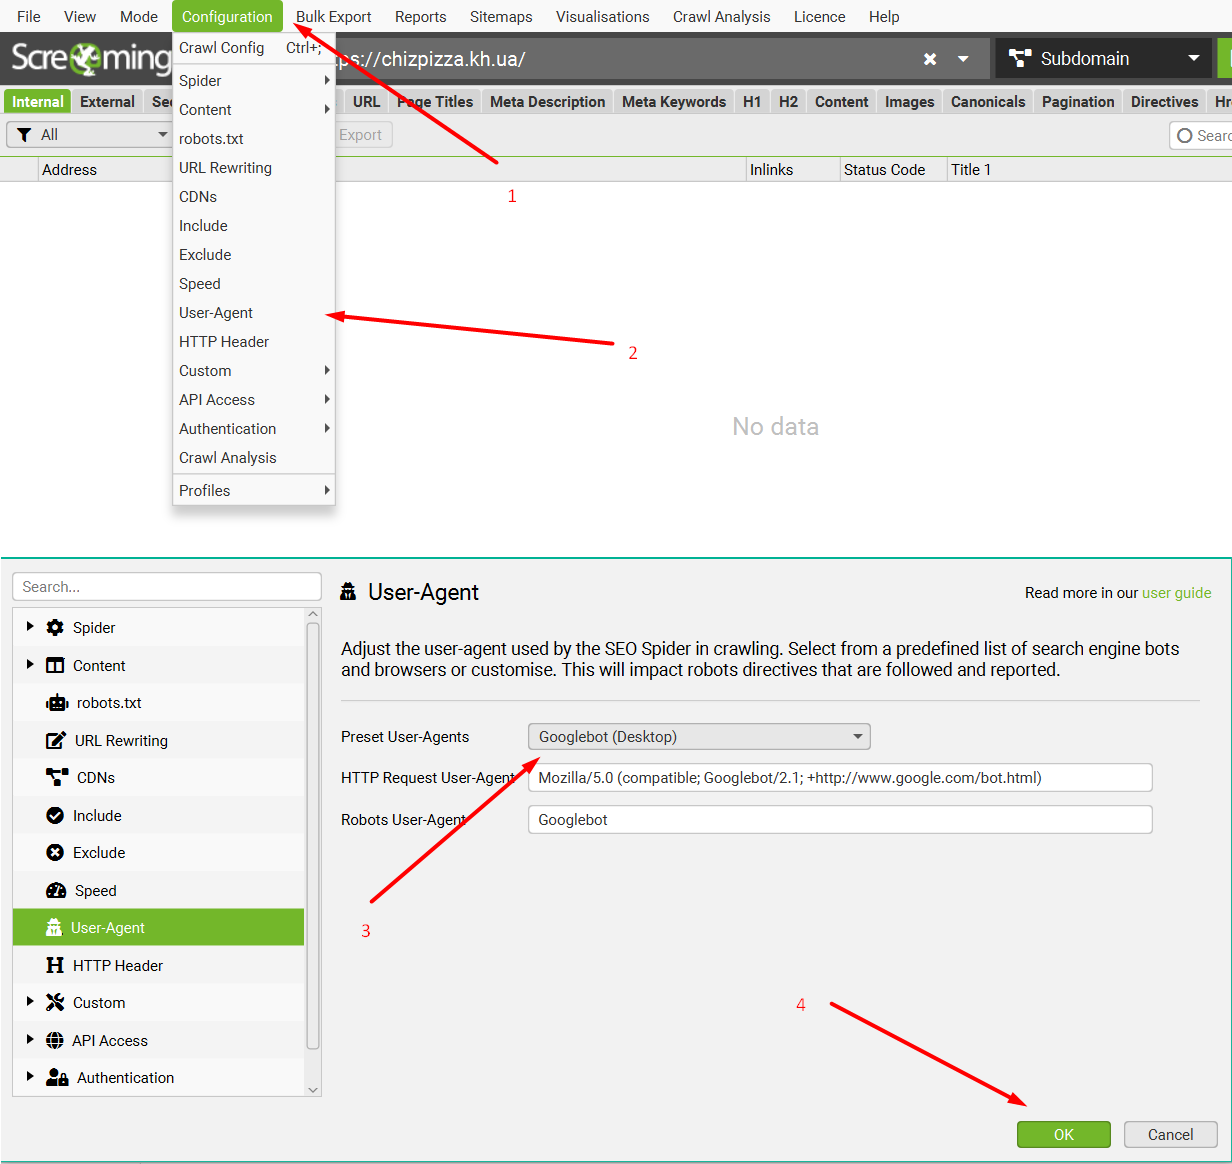 File View Mode Configuration Bulk Export Reports Sitemaps Visualisations Crawl Analysis Licence Help
Screaming ps://chizpizza.kh.ua/ Subdomain
Crawl Config Ctrl+;
Internal External URL Page Titles Meta Description Meta Keywords H1 H2 Content Images Canonicals Pagination Directives
All Export
Address Inlinks Status Code Title 1
Spider
Content
robots.txt
URL Rewriting
CDNs
Include
Exclude
Speed
User-Agent
HTTP Header
Custom
API Access
Authentication
Crawl Analysis
Profiles
1
2
No data
Search...
Spider
Content
robots.txt
URL Rewriting
CDNs
Include
Exclude
Speed
User-Agent
HTTP Header
Custom
API Access
Authentication
User-Agent
Read more in our user guide
Adjust the user-agent used by the SEO Spider in crawling. Select from a predefined list of search engine bots
and browsers or customise. This will impact robots directives that are followed and reported.
Preset User-Agents Googlebot (Desktop)
HTTP Request User-Agent Mozilla/5.0 (compatible; Googlebot/2.1; +http://www.google.com/bot.html)
Robots User-Agent Googlebot
3
4
OK Cancel